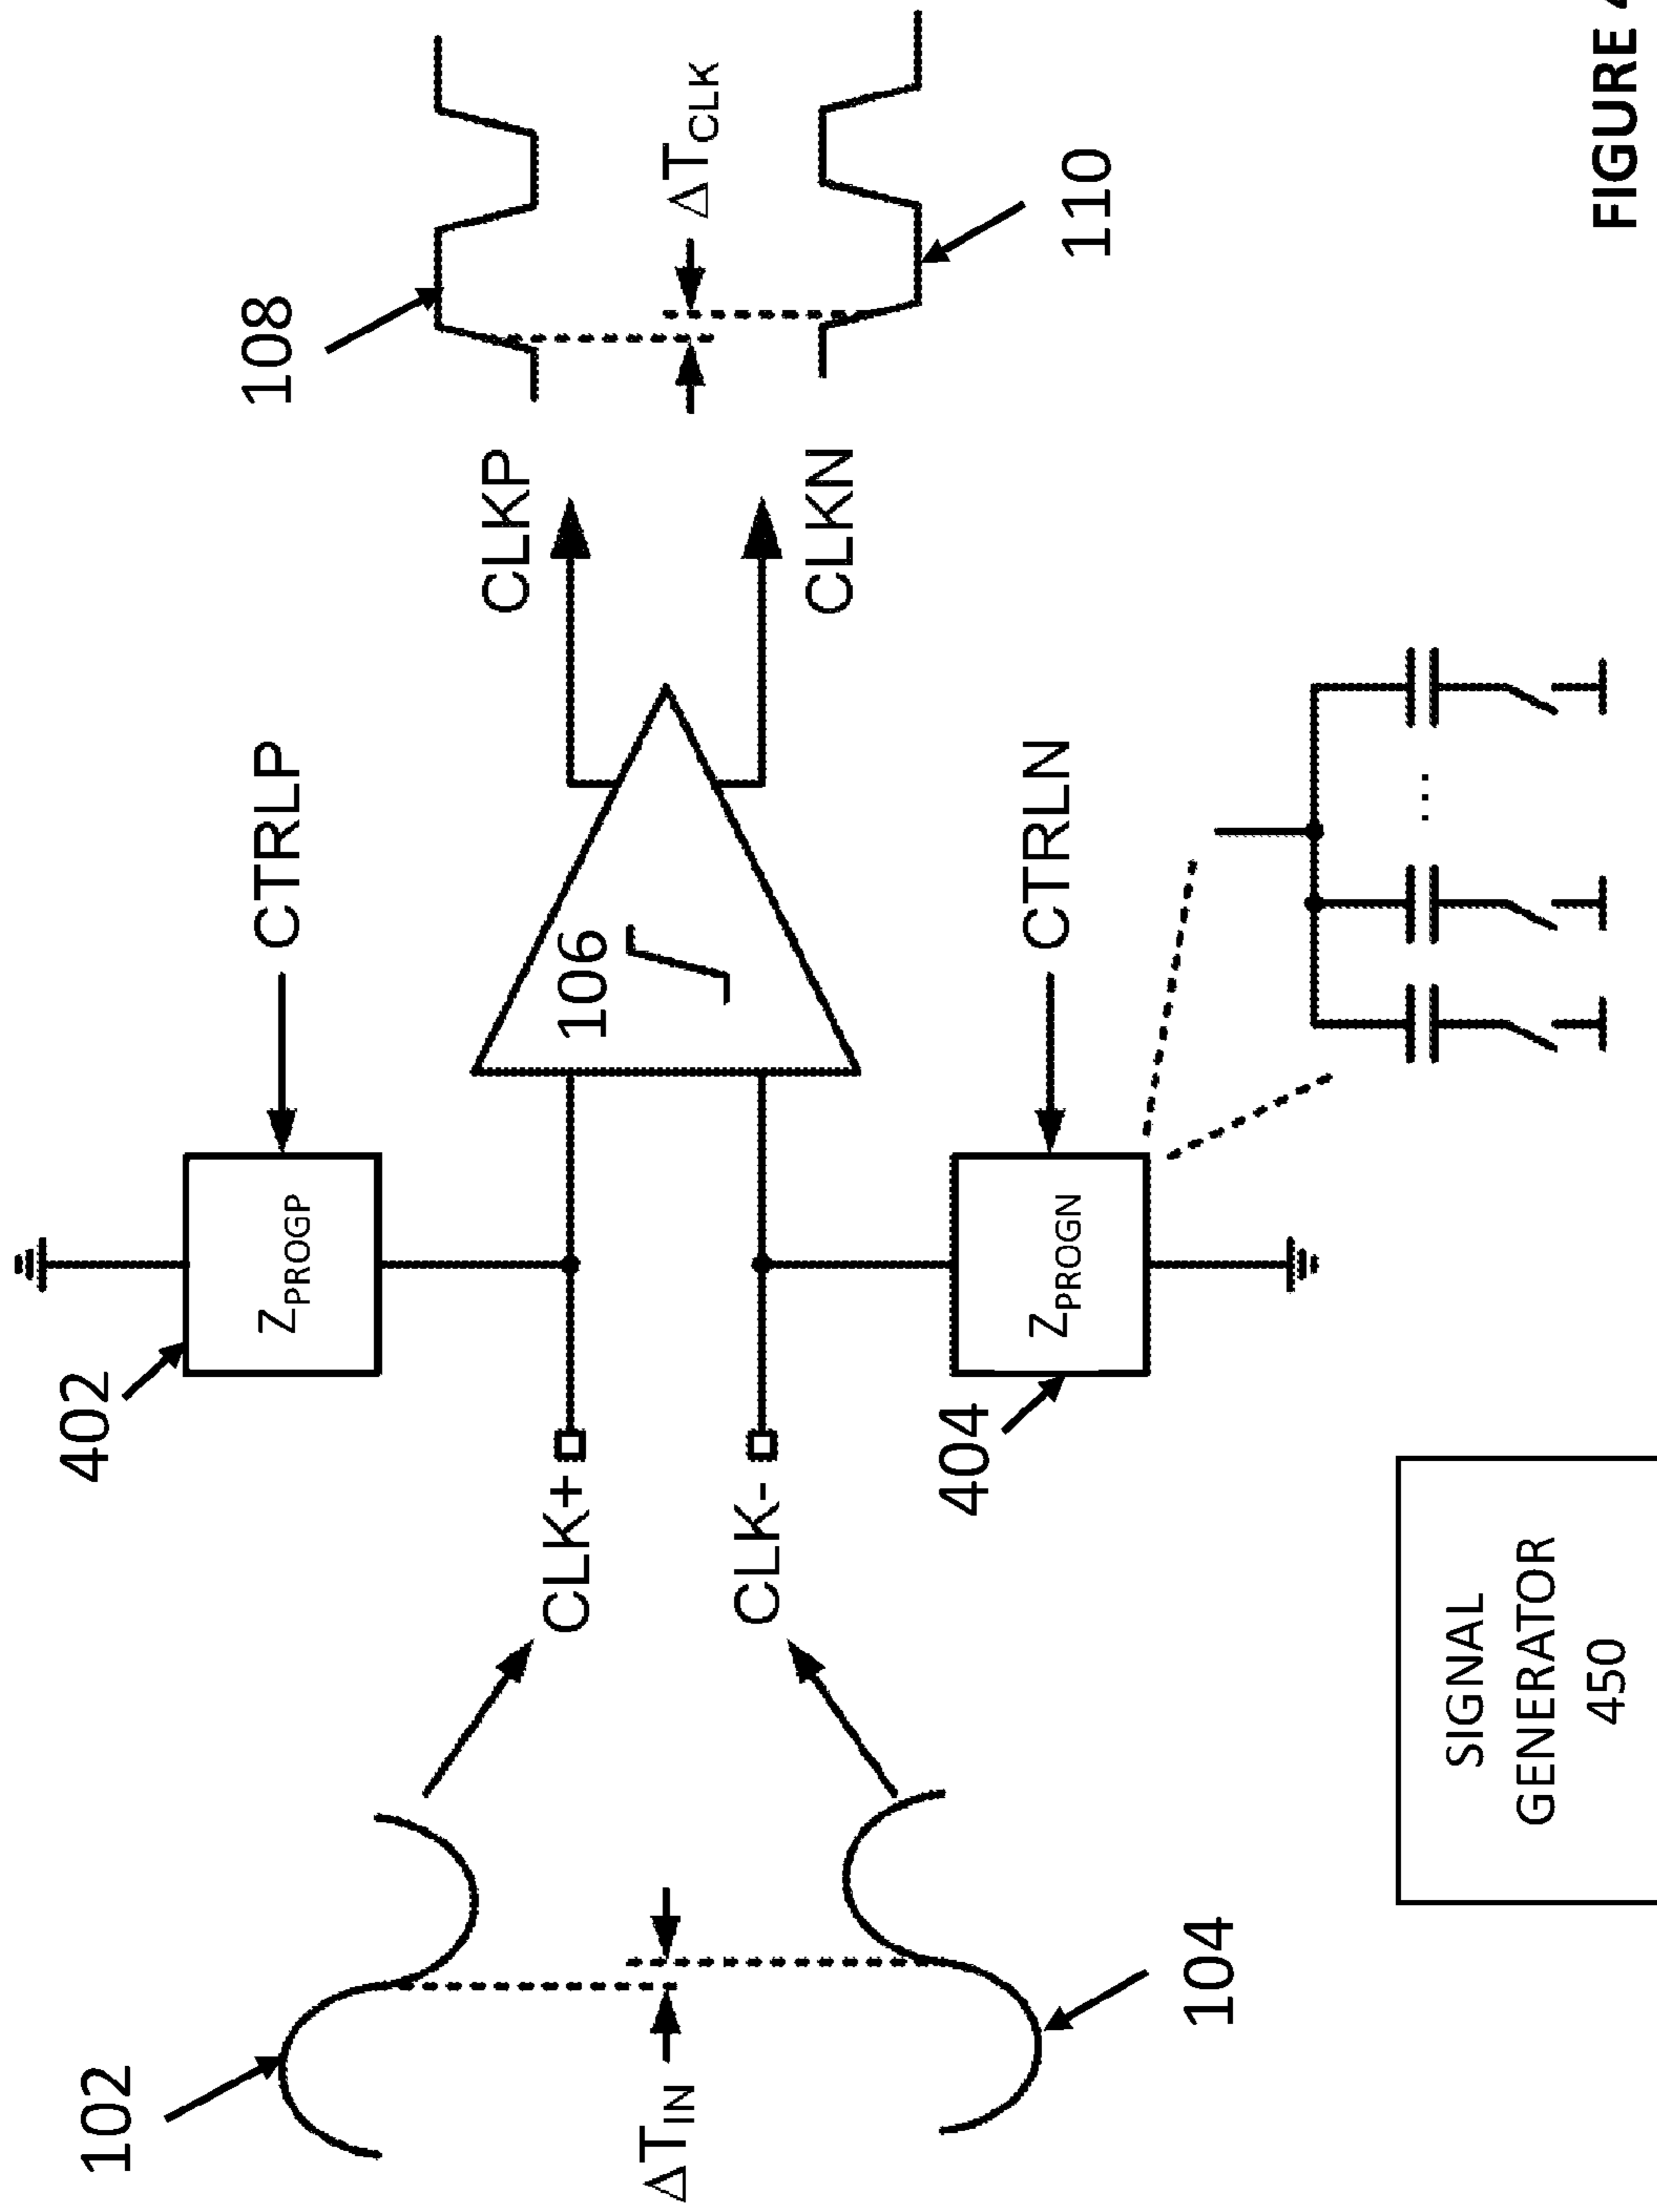 102
402
CTRLP
108
Z_PROGP
CLK+
CLKP
106
ΔT_IN
ΔT_CLK
CLK-
CLKN
404
Z_PROGN
CTRLN
110
104
...
SIGNAL
GENERATOR
450
FIGURE 4